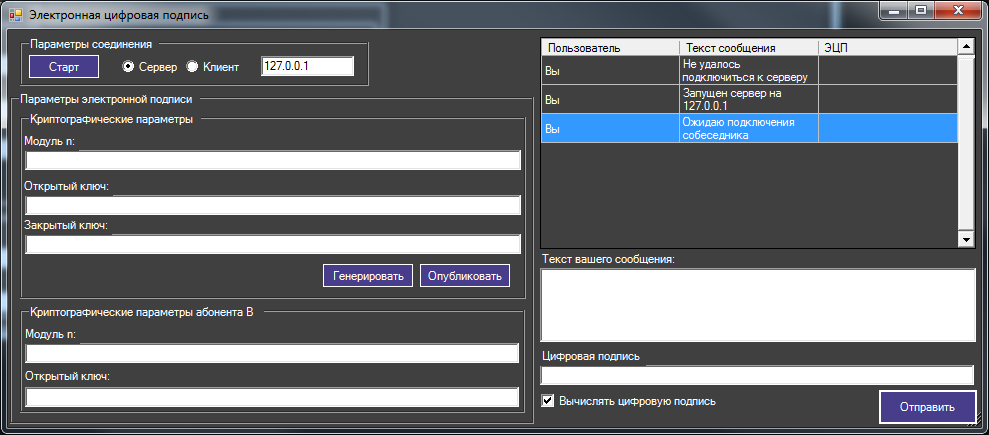 Электронная цифровая подпись
Параметры соединения
Старт
Сервер
Клиент
127.0.0.1
Параметры электронной подписи
Криптографические параметры
Модуль n:
Открытый ключ:
Закрытый ключ:
Генерировать
Опубликовать
Криптографические параметры абонента B
Модуль n:
Открытый ключ:
Пользователь
Текст сообщения
ЭЦП
Вы
Не удалось
подключиться к серверу
Вы
Запущен сервер на
127.0.0.1
Вы
Ожидаю подключения
собеседника
Текст вашего сообщения:
Цифровая подпись
Вычислять цифровую подпись
Отправить